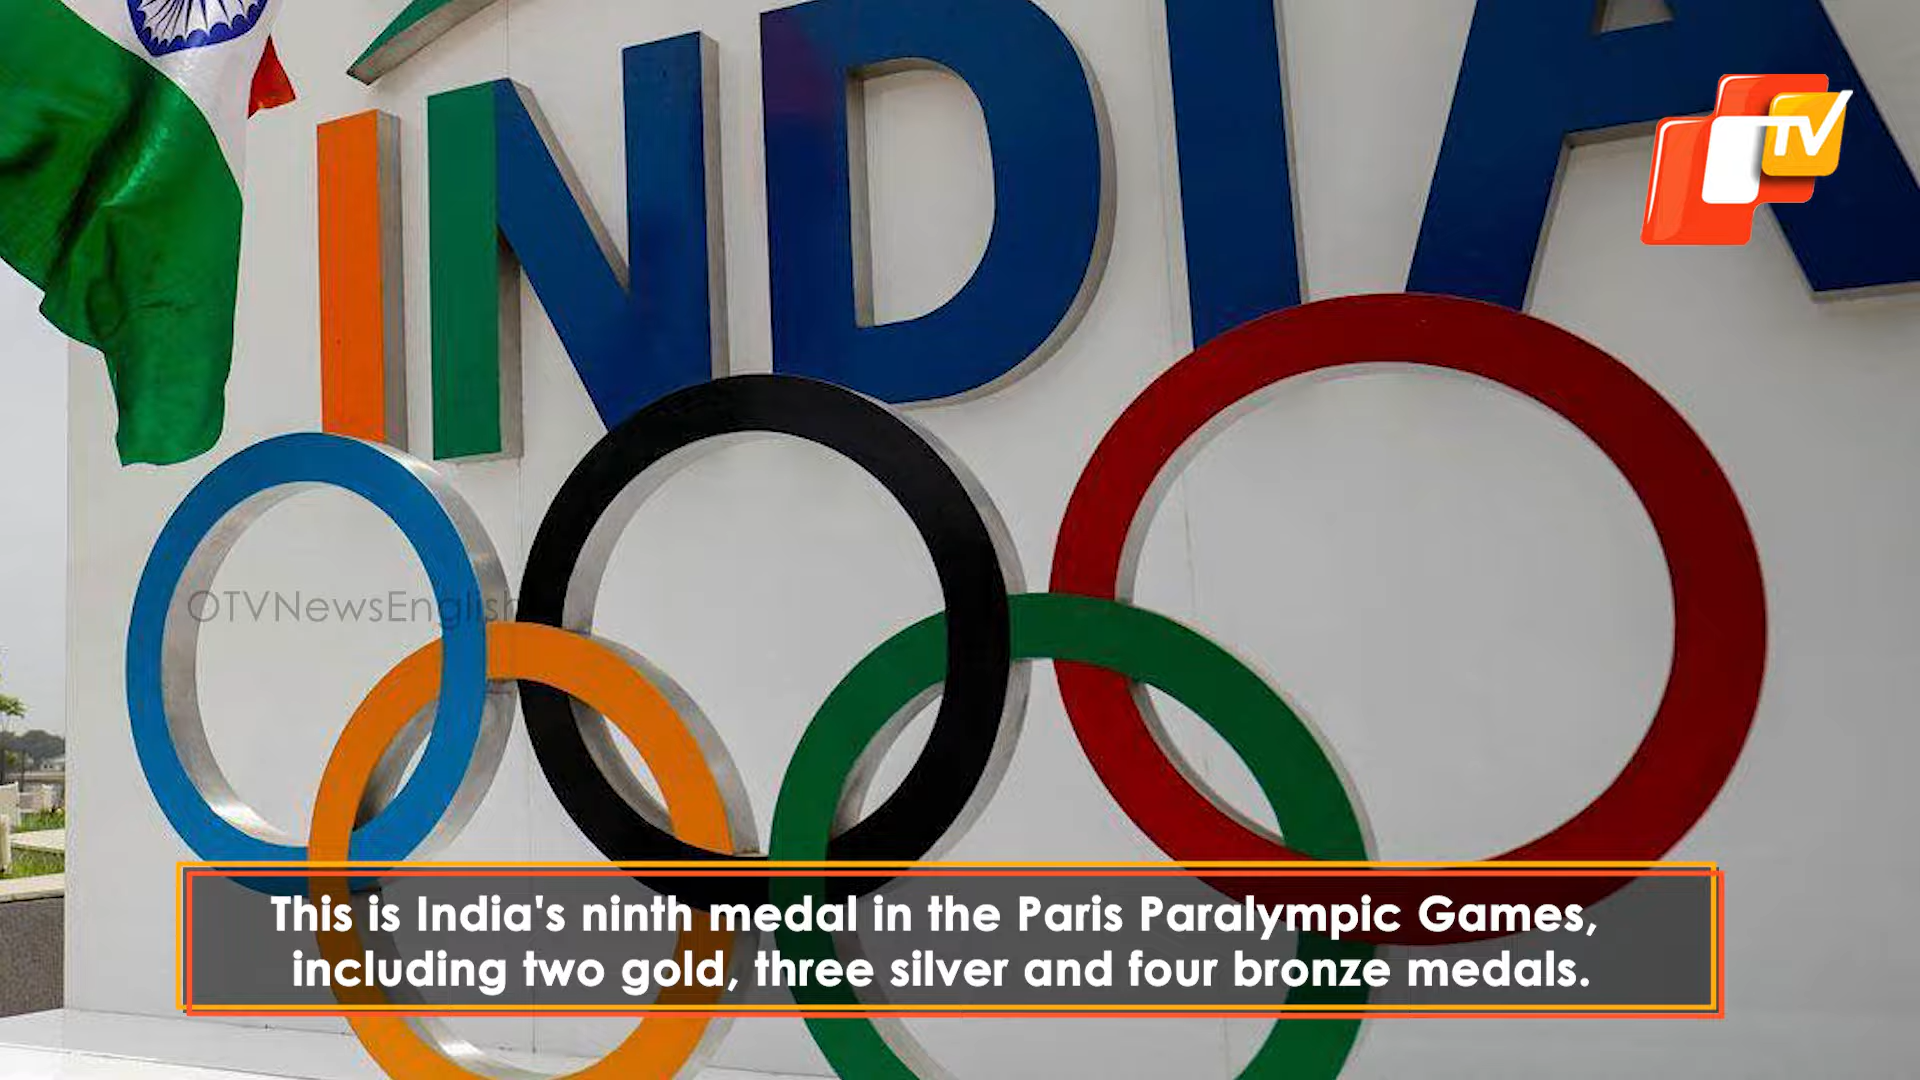 INDIA
TV
OTVNewsEnglish
This is India's ninth medal in the Paris Paralympic Games,
including two gold, three silver and four bronze medals.